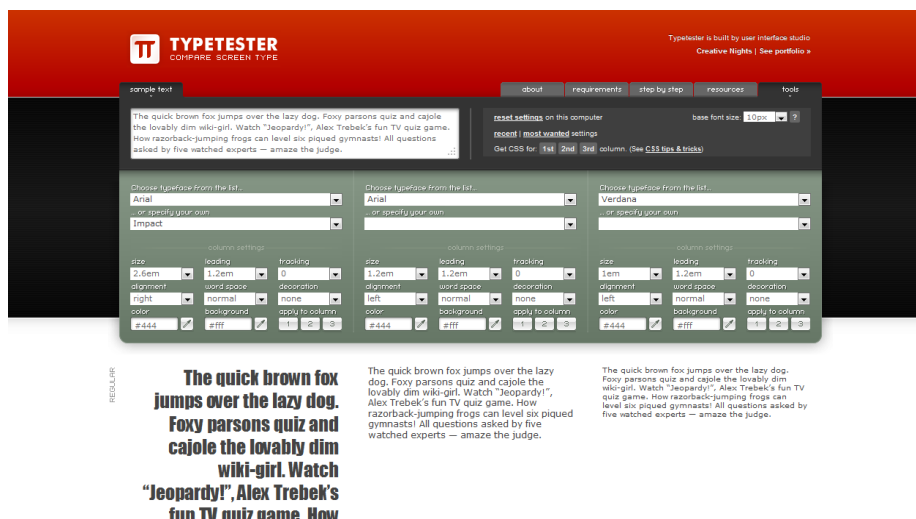 TYPETESTER
COMPARE SCREEN TYPE
Typetester is built by user interface studio
Creative Nights | See portfolio »
sample text
about
requirements
step by step
resources
tools
The quick brown fox jumps over the lazy dog. Foxy
parsons quiz and cajole
the lovably dim wiki-girl. Watch “Jeopardy!”, Alex Trebek’s fun TV quiz game.
How razorback-jumping frogs can level six piqued gymnasts! All questions
asked by five watched experts — amaze the judge.
reset settings on this computer
base font size: 10px ?
recent | most wanted settings
Get CSS for: 1st 2nd 3rd column. (See CSS tips & tricks)
Choose typeface from the list...
Arial
... or specify your own
Impact
column settings
size
leading
tracking
2.6em
1.2em
0
alignment
word space
decoration
right
normal
none
color
background
apply to column
#444
#fff
1 2 3
Choose typeface from the list...
Arial
... or specify your own
column settings
size
leading
tracking
1.2em
1.2em
0
alignment
word space
decoration
left
normal
none
color
background
apply to column
#444
#fff
1 2 3
Choose typeface from the list...
Verdana
... or specify your own
column settings
size
leading
tracking
1em
1.2em
0
alignment
word space
decoration
left
normal
none
color
background
apply to column
#444
#fff
1 2 3
REGULAR
The quick brown fox
jumps over the lazy dog.
Foxy parsons quiz and
cajole the lovably dim
wiki-girl. Watch
“Jeopardy!”, Alex Trebek’s
fun TV quiz game. How
The quick brown fox jumps over the lazy
dog. Foxy parsons quiz and cajole the
lovably dim wiki-girl. Watch “Jeopardy!”,
Alex Trebek’s fun TV quiz game. How
razorback-jumping frogs can level six piqued
gymnasts! All questions asked by five
watched experts — amaze the judge.
The quick brown fox jumps over the lazy dog.
Foxy parsons quiz and cajole the lovably dim
wiki-girl. Watch “Jeopardy!”, Alex Trebek’s fun TV
quiz game. How razorback-jumping frogs can
level six piqued gymnasts! All questions asked by
five watched experts — amaze the judge.